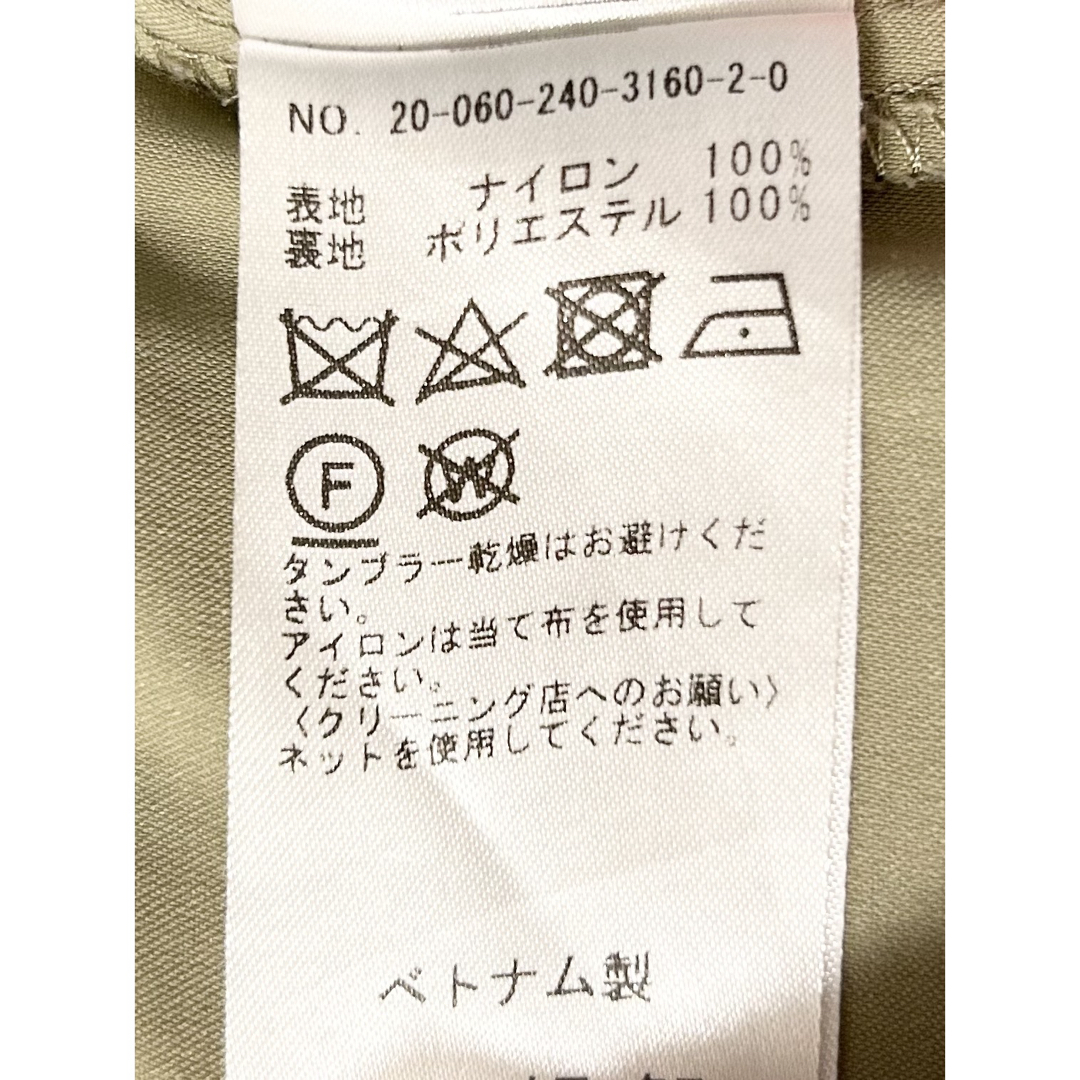 NO. 20-060-240-3160-2-0
表地 ナイロン 100%
裏地 ポリエステル 100%
F
W
タンブラー乾燥はお避けくだ
さい。
アイロンは当て布を使用して
ください。
〈クリーニング店へのお願い〉
ネットを使用してください。
ベトナム製